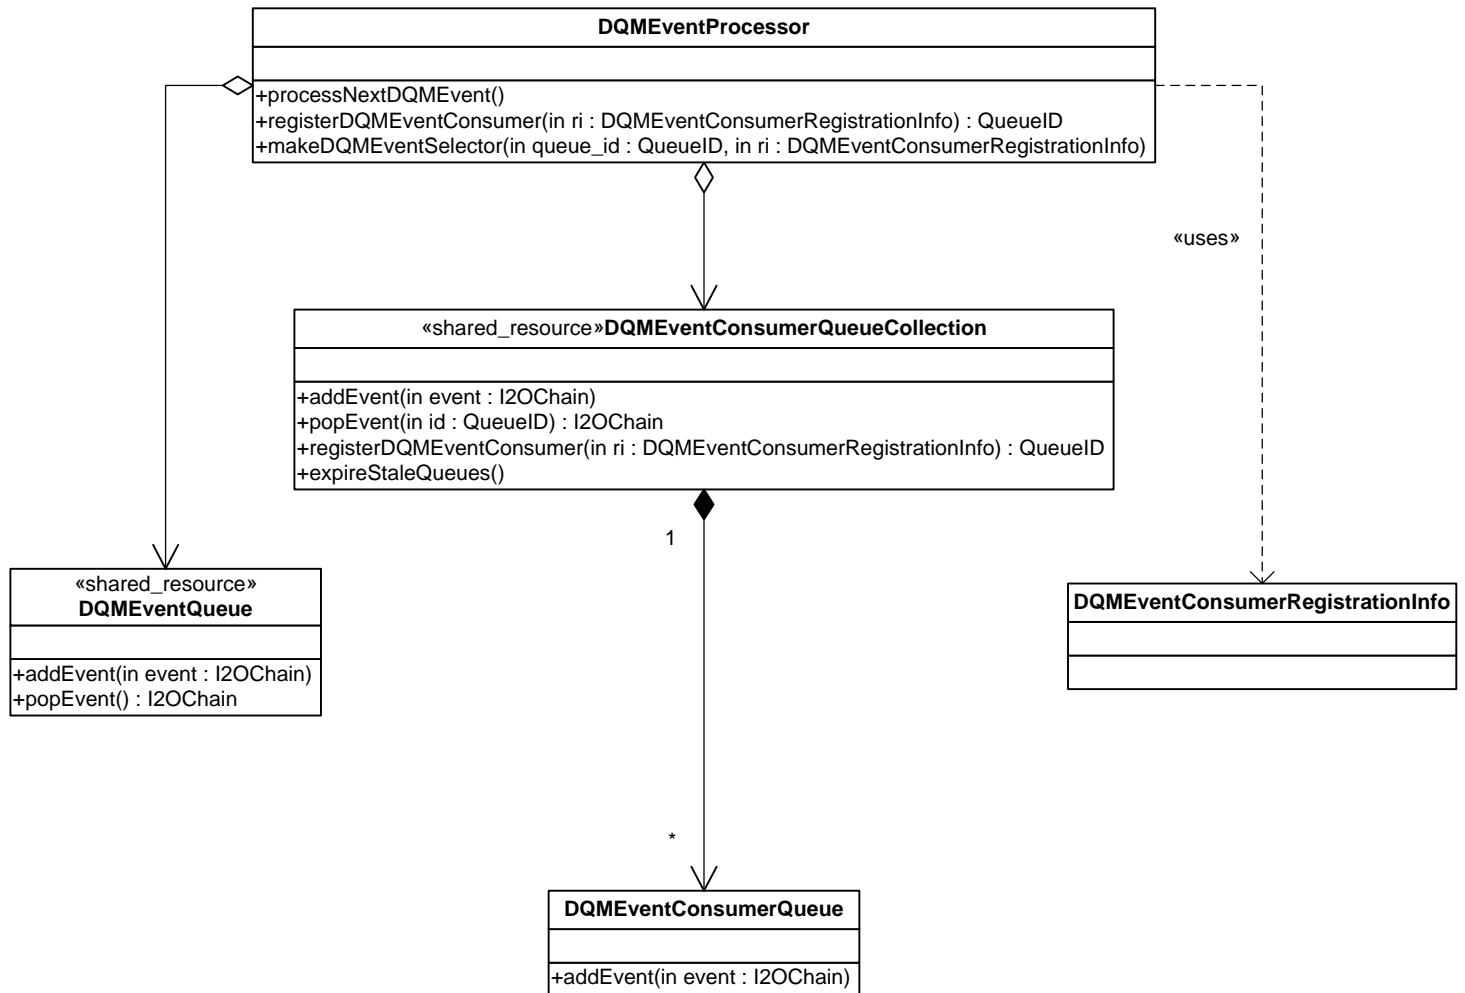 DQMEventProcessor
+processNextDQMEvent()
+registerDQMEventConsumer(in ri : DQMEventConsumerRegistrationInfo) : QueueID
+makeDQMEventSelector(in queue_id : QueueID, in ri : DQMEventConsumerRegistrationInfo)
«uses»
«shared_resource»DQMEventConsumerQueueCollection
+addEvent(in event : I2OChain)
+popEvent(in id : QueueID) : I2OChain
+registerDQMEventConsumer(in ri : DQMEventConsumerRegistrationInfo) : QueueID
+expireStaleQueues()
1
«shared_resource»
DQMEventQueue
+addEvent(in event : I2OChain)
+popEvent() : I2OChain
DQMEventConsumerRegistrationInfo
*
DQMEventConsumerQueue
+addEvent(in event : I2OChain)